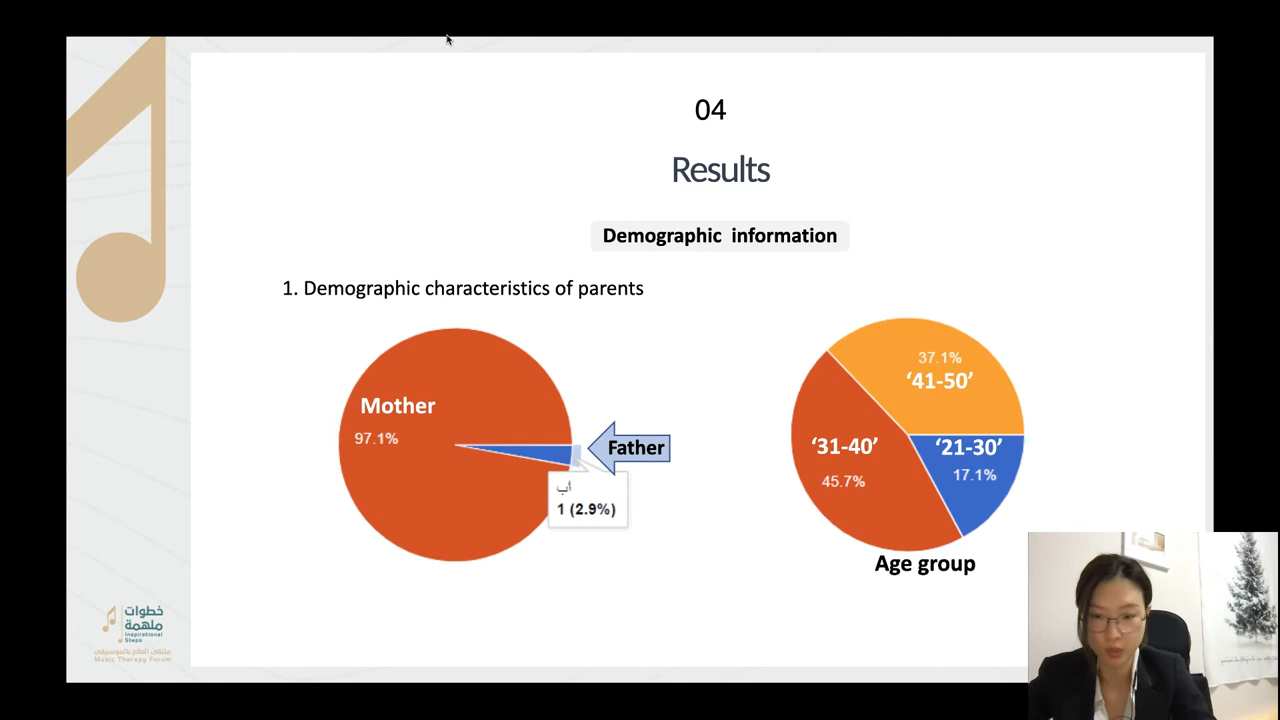 04
Results
Demographic information
1. Demographic characteristics of parents
Mother
97.1%
Father
أب
1 (2.9%)
37.1%
‘41-50’
‘31-40’
45.7%
‘21-30’
17.1%
Age group
خطوات
ملهمة
Inspirational
Steps
ملتقى العلاج بالموسيقى
Music Therapy Forum